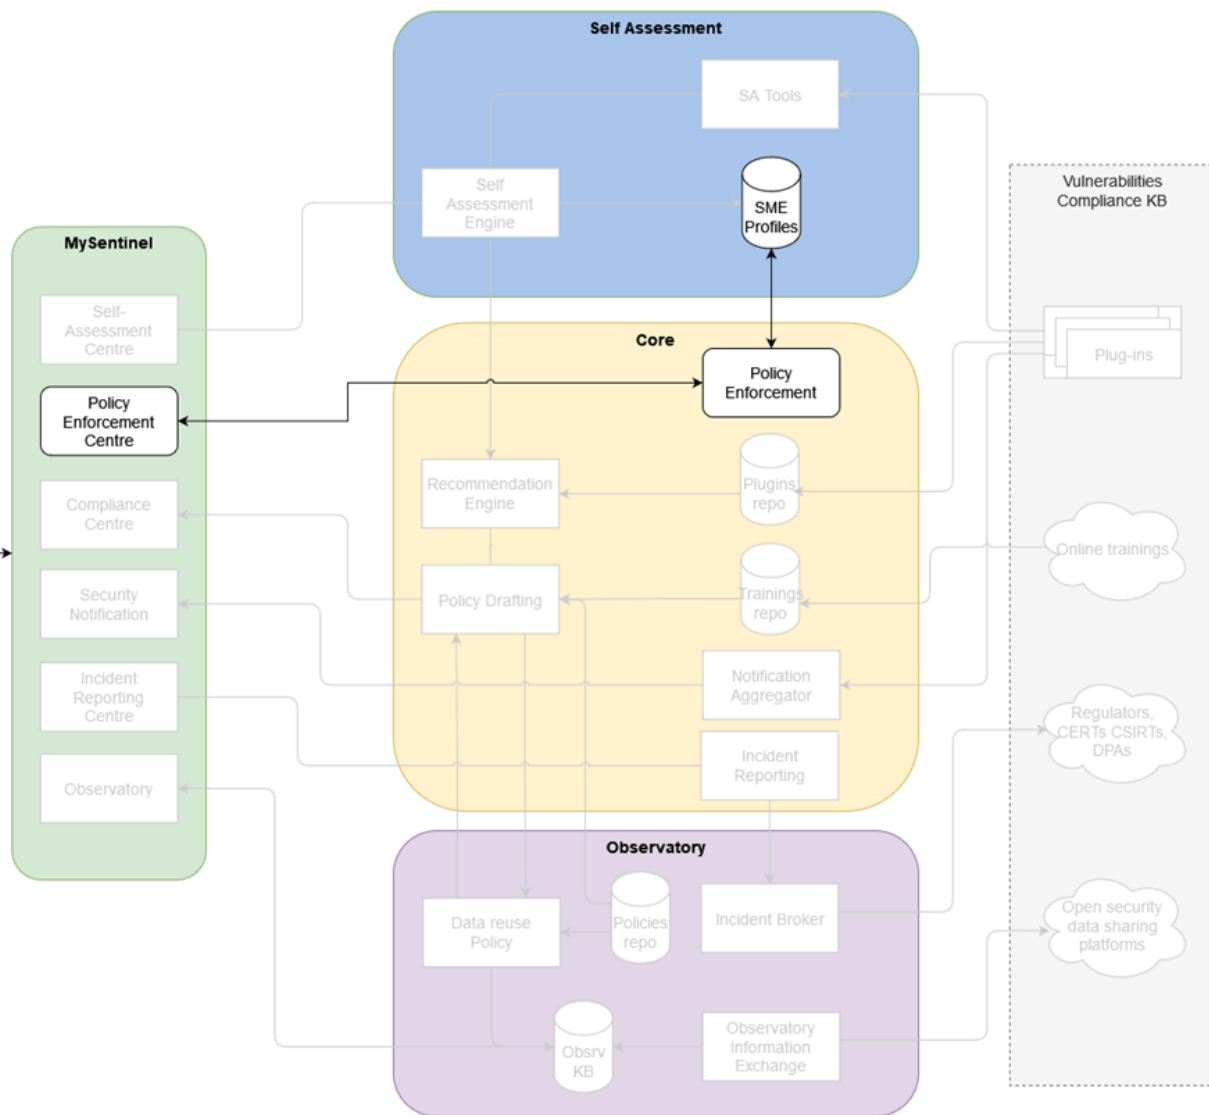 Self Assessment
SA Tools
Self
Assessment
Engine
SME
Profiles
Vulnerabilities
Compliance KB
Plug-ins
Online trainings
Regulators,
CERTs CSIRTs,
DPAs
Open security
data sharing
platforms
MySentinel
Self-
Assessment
Centre
Policy
Enforcement
Centre
Compliance
Centre
Security
Notification
Incident
Reporting
Centre
Observatory
Core
Policy
Enforcement
Recommendation
Engine
Plugins
repo
Policy Drafting
Trainings
repo
Notification
Aggregator
Incident
Reporting
Observatory
Data reuse
Policy
Policies
repo
Incident Broker
Obsrv
KB
Observatory
Information
Exchange